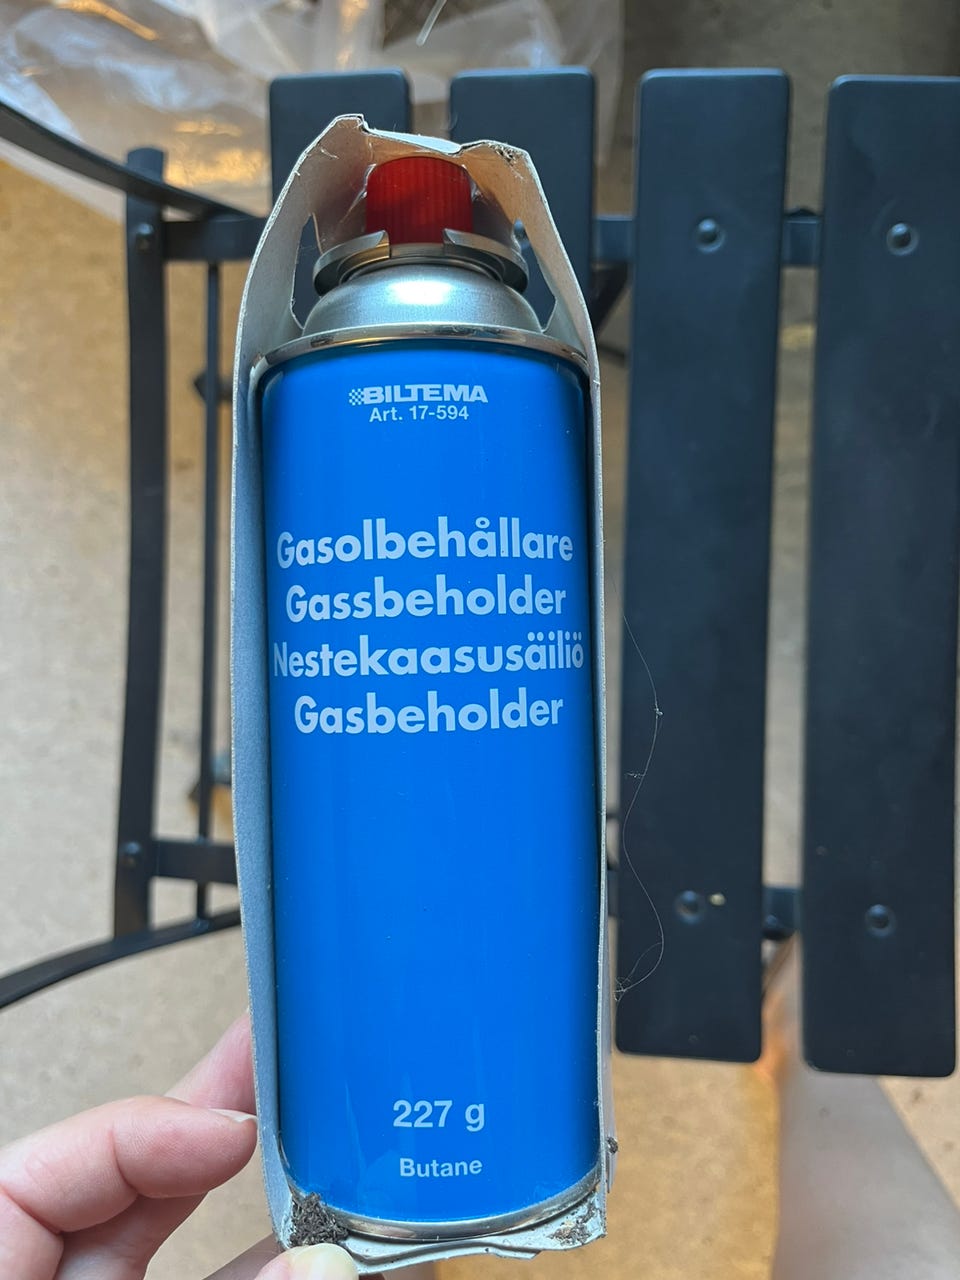 BILTEMA
Art. 17-594
Gasolbehållare
Gassbeholder
Nestekaasusäiliö
Gasbeholder
227 g
Butane